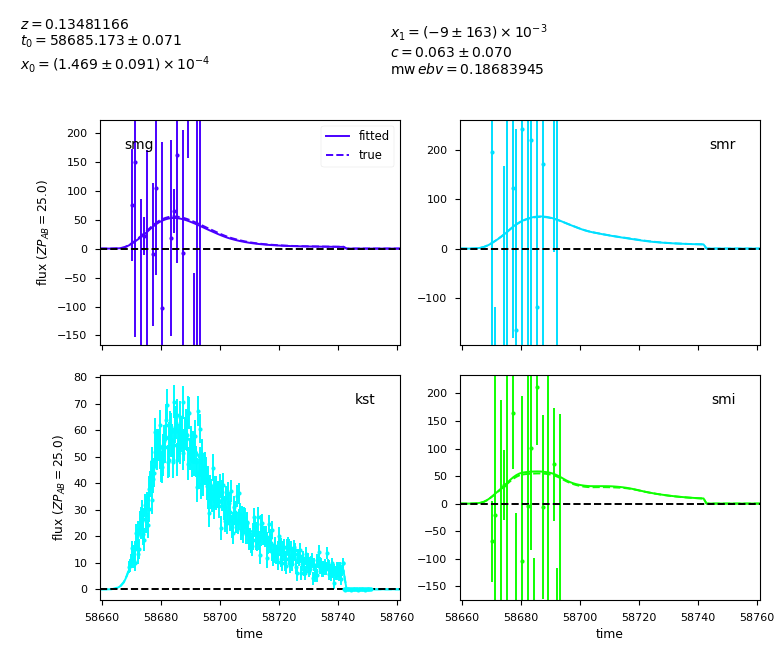 z = 0.13481166
t₀ = 58685.173 ± 0.071
x₀ = (1.469 ± 0.091) × 10⁻⁴
x₁ = (−9 ± 163) × 10⁻³
c = 0.063 ± 0.070
mw ebv = 0.18683945
smg
fitted
true
200
150
100
50
0
−50
−100
−150
flux (ZP_AB = 25.0)
smr
200
100
0
−100
kst
80
70
60
50
40
30
20
10
0
flux (ZP_AB = 25.0)
58660 58680 58700 58720 58740 58760
time
smi
200
150
100
50
0
−50
−100
−150
58660 58680 58700 58720 58740 58760
time